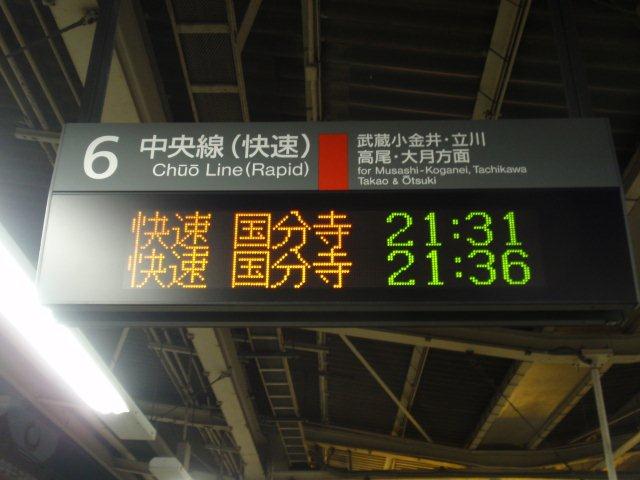 6 中央線(快速)
Chūō Line (Rapid)
武蔵小金井・立川
高尾・大月方面
for Musashi-Koganei, Tachikawa
Takao & Ōtsuki
快速 国分寺 21:31
快速 国分寺 21:36